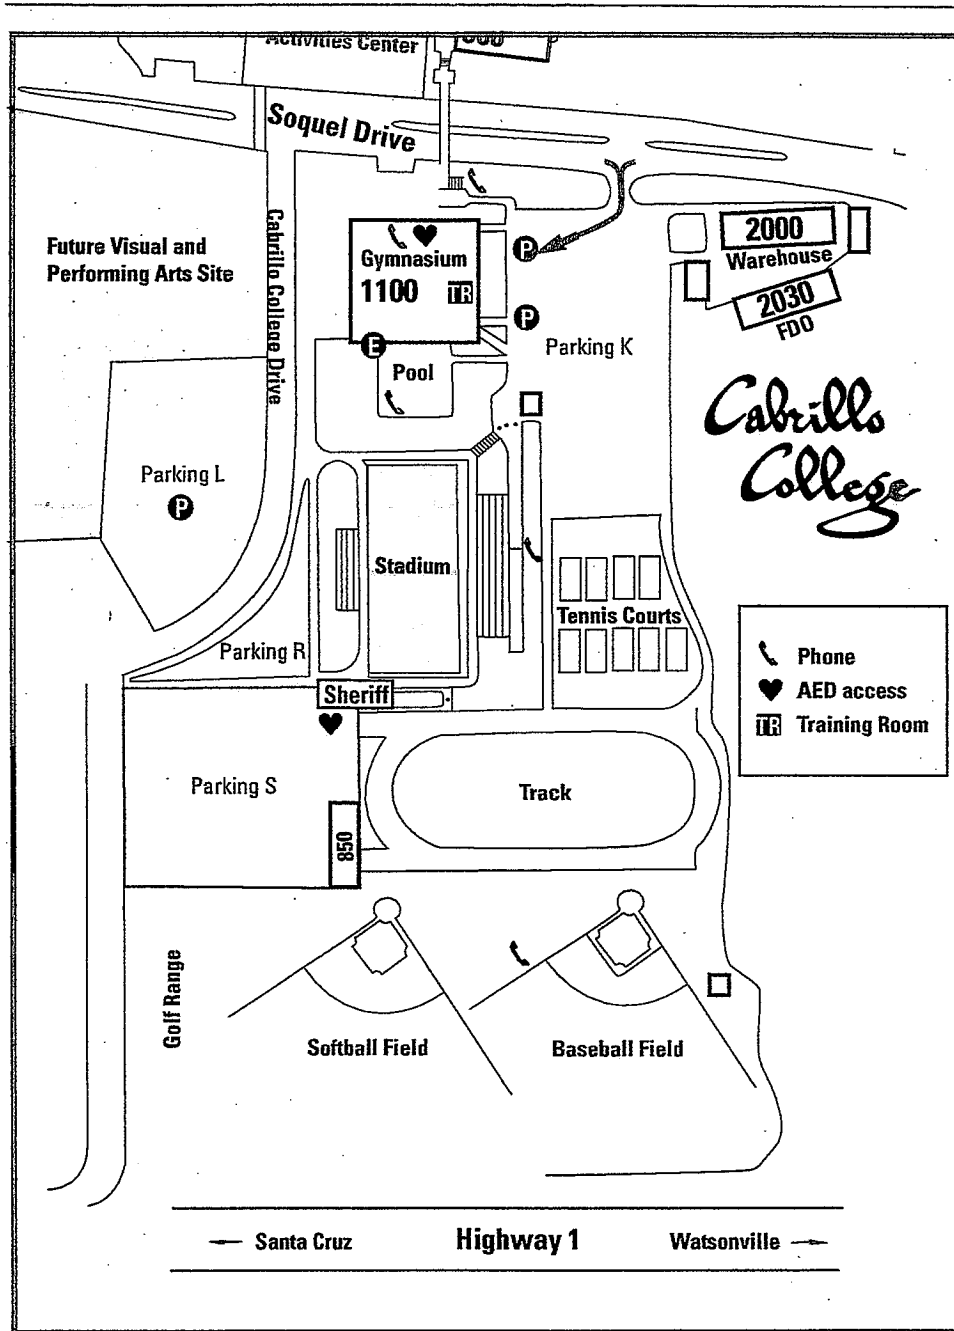 Activities Center
Soquel Drive
Cabrillo College Drive
Future Visual and
Performing Arts Site
Gymnasium
1100 TR
P
P
E
Pool
Parking K
2000
Warehouse
2030
FDO
Cabrillo
College
Parking L
P
Stadium
Tennis Courts
Parking R
Sheriff
Phone
AED access
TR Training Room
Parking S
850
Track
Golf Range
Softball Field
Baseball Field
← Santa Cruz
Highway 1
Watsonville →